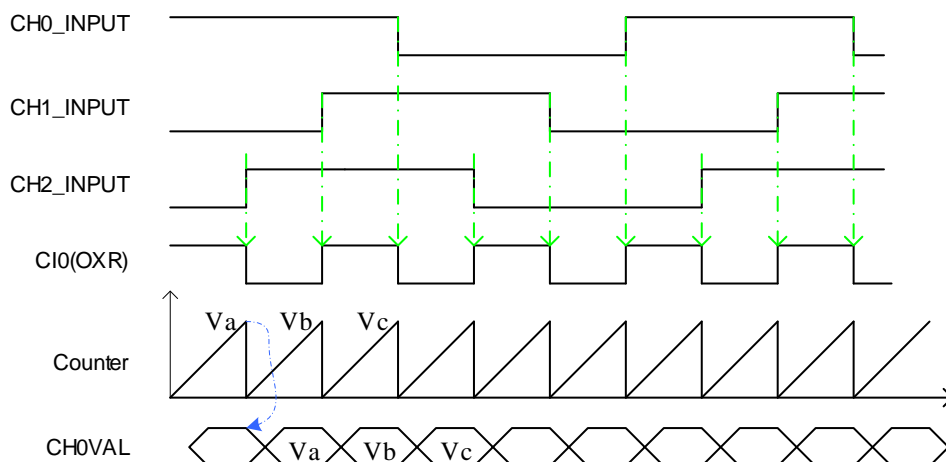 CH0_INPUT
CH1_INPUT
CH2_INPUT
CI0(OXR)
Va Vb Vc
Counter
CH0VAL Va Vb Vc